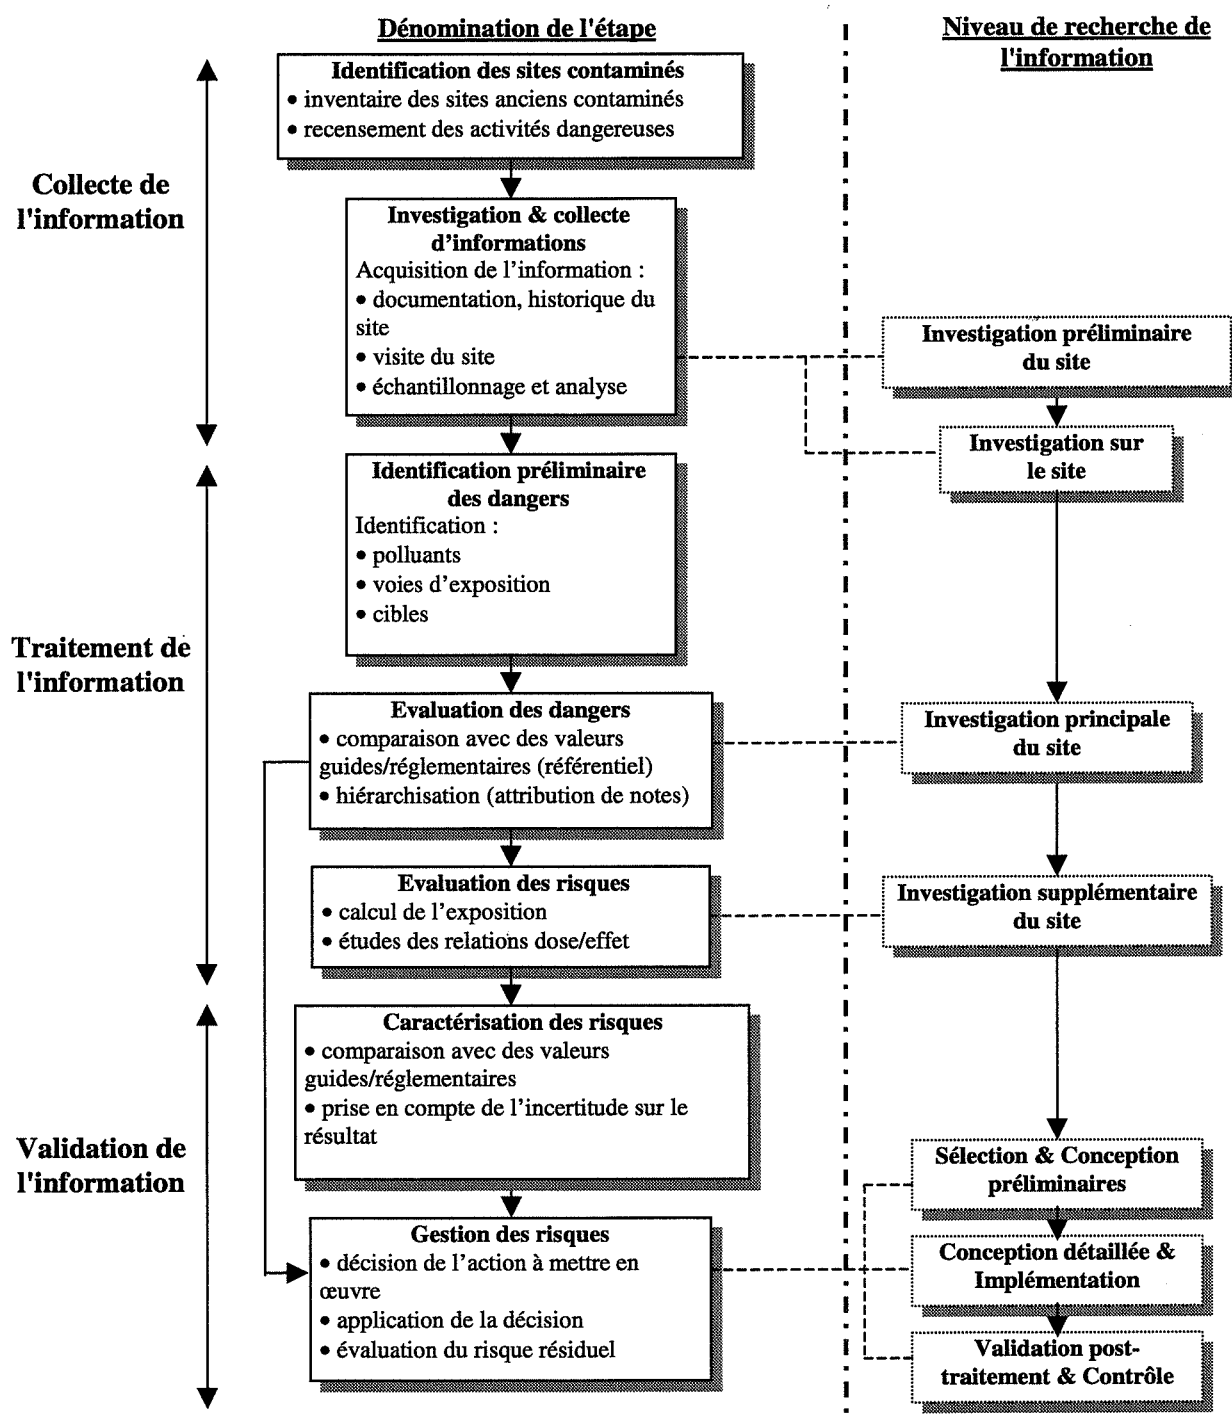 Dénomination de l'étape
Niveau de recherche de
l'information
Collecte de
l'information
Identification des sites contaminés
• inventaire des sites anciens contaminés
• recensement des activités dangereuses
Investigation & collecte
d'informations
Acquisition de l'information :
• documentation, historique du
site
• visite du site
• échantillonnage et analyse
Investigation préliminaire
du site
Investigation sur
le site
Traitement de
l'information
Identification préliminaire
des dangers
Identification :
• polluants
• voies d'exposition
• cibles
Evaluation des dangers
• comparaison avec des valeurs
guides/réglementaires (référentiel)
• hiérarchisation (attribution de notes)
Investigation principale
du site
Evaluation des risques
• calcul de l'exposition
• études des relations dose/effet
Investigation supplémentaire
du site
Validation de
l'information
Caractérisation des risques
• comparaison avec des valeurs
guides/réglementaires
• prise en compte de l'incertitude sur le
résultat
Gestion des risques
• décision de l'action à mettre en
œuvre
• application de la décision
• évaluation du risque résiduel
Sélection & Conception
préliminaires
Conception détaillée &
Implémentation
Validation post-
traitement & Contrôle